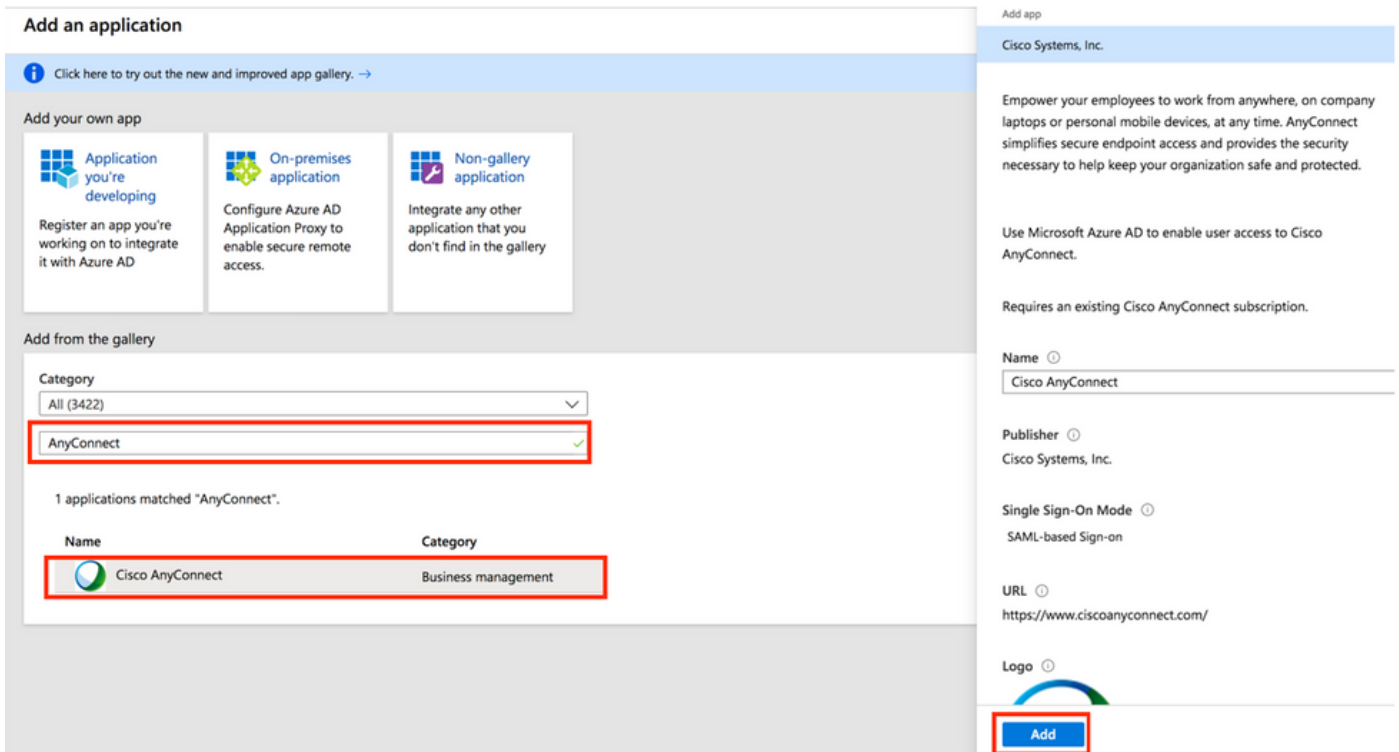 Add an application
Click here to try out the new and improved app gallery. →
Add your own app
Application
you're
developing
Register an app you're
working on to integrate
it with Azure AD
On-premises
application
Configure Azure AD
Application Proxy to
enable secure remote
access.
Non-gallery
application
Integrate any other
application that you
don't find in the gallery
Add from the gallery
Category
All (3422)
AnyConnect
1 applications matched "AnyConnect".
Name Category
Cisco AnyConnect Business management
Add app
Cisco Systems, Inc.
Empower your employees to work from anywhere, on company
laptops or personal mobile devices, at any time. AnyConnect
simplifies secure endpoint access and provides the security
necessary to help keep your organization safe and protected.
Use Microsoft Azure AD to enable user access to Cisco
AnyConnect.
Requires an existing Cisco AnyConnect subscription.
Name
Cisco AnyConnect
Publisher
Cisco Systems, Inc.
Single Sign-On Mode
SAML-based Sign-on
URL
https://www.ciscoanyconnect.com/
Logo
Add